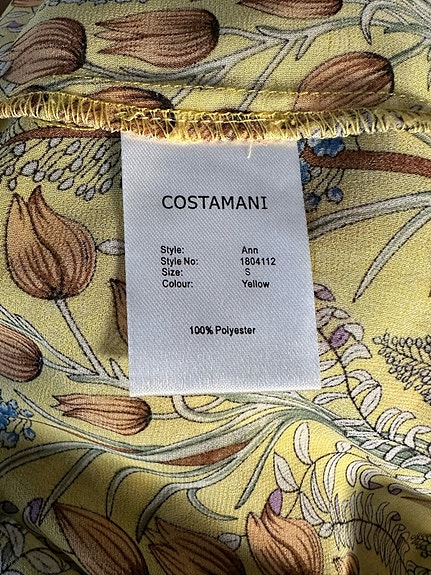 COSTAMANI
Style: Ann
Style No: 1804112
Size: S
Colour: Yellow
100% Polyester